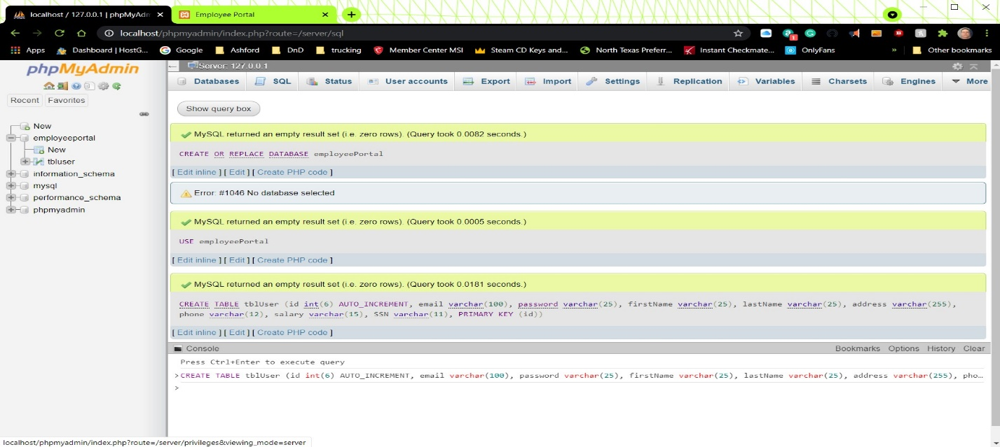 localhost / 127.0.0.1 | phpMyAdm
Employee Portal
localhost/phpmyadmin/index.php?route=/server/sql
Apps
Dashboard | HostG...
Google
Ashford
DnD
trucking
Member Center MSI
Steam CD Keys and...
North Texas Preferr...
Instant Checkmate...
OnlyFans
»
Other bookmarks
phpMyAdmin
Recent
Favorites
New
employeeportal
New
tbluser
information_schema
mysql
performance_schema
phpmyadmin
Server: 127.0.0.1
Databases
SQL
Status
User accounts
Export
Import
Settings
Replication
Variables
Charsets
Engines
More
Show query box
MySQL returned an empty result set (i.e. zero rows). (Query took 0.0082 seconds.)
CREATE OR REPLACE DATABASE employeePortal
[ Edit inline ] [ Edit ] [ Create PHP code ]
Error: #1046 No database selected
MySQL returned an empty result set (i.e. zero rows). (Query took 0.0005 seconds.)
USE employeePortal
[ Edit inline ] [ Edit ] [ Create PHP code ]
MySQL returned an empty result set (i.e. zero rows). (Query took 0.0181 seconds.)
CREATE TABLE tblUser (id int(6) AUTO_INCREMENT, email varchar(100), password varchar(25), firstName varchar(25), lastName varchar(25), address varchar(255),
phone varchar(12), salary varchar(15), SSN varchar(11), PRIMARY KEY (id))
[ Edit inline ] [ Edit ] [ Create PHP code ]
Console
Bookmarks
Options
History
Clear
Press Ctrl+Enter to execute query
>CREATE TABLE tblUser (id int(6) AUTO_INCREMENT, email varchar(100), password varchar(25), firstName varchar(25), lastName varchar(25), address varchar(255), pho...
>
localhost/phpmyadmin/index.php?route=/server/privileges&viewing_mode=server